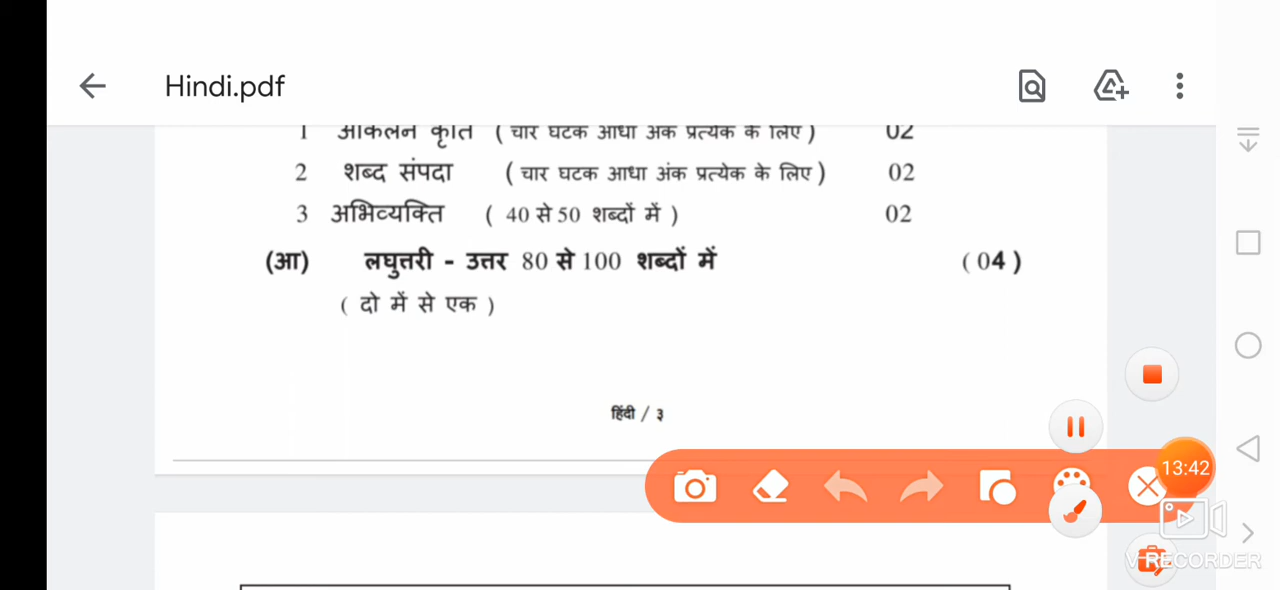 Hindi.pdf
1 आकलन कृति ( चार घटक आधा अंक प्रत्येक के लिए ) 02
2 शब्द संपदा ( चार घटक आधा अंक प्रत्येक के लिए ) 02
3 अभिव्यक्ति ( 40 से 50 शब्दों में ) 02
(आ) लघुत्तरी - उत्तर 80 से 100 शब्दों में ( 04 )
( दो में से एक )
हिंदी / ३
13:42
V RECORDER